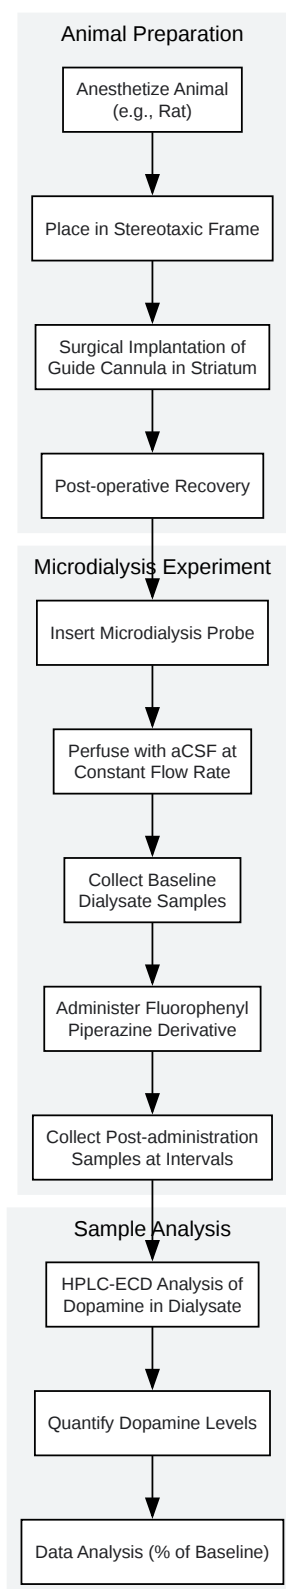 Animal Preparation
Anesthetize Animal
(e.g., Rat)
Place in Stereotaxic Frame
Surgical Implantation of
Guide Cannula in Striatum
Post-operative Recovery
Microdialysis Experiment
Insert Microdialysis Probe
Perfuse with aCSF at
Constant Flow Rate
Collect Baseline
Dialysate Samples
Administer Fluorophenyl
Piperazine Derivative
Collect Post-administration
Samples at Intervals
Sample Analysis
HPLC-ECD Analysis of
Dopamine in Dialysate
Quantify Dopamine Levels
Data Analysis (% of Baseline)